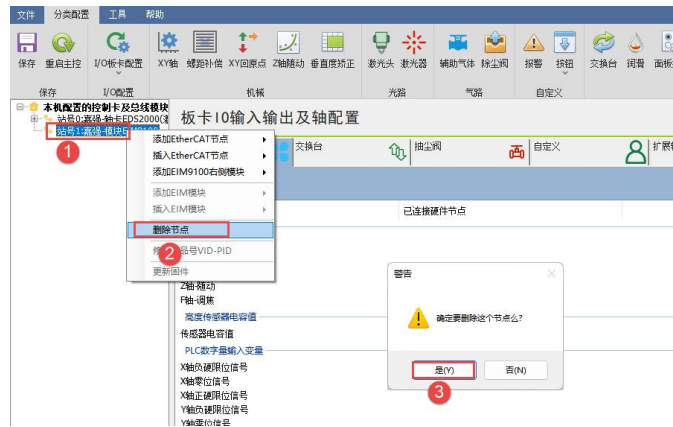 文件 分类配置 工具 帮助
保存 重启主控 I/O板卡配置 XY轴 螺距补偿 XY回原点 Z轴随动 垂直度矫正 激光头 激光器 辅助气体 除尘阀 报警 按钮 交换台 润骨 面板
保存 I/O配置 机械 光路 气路 自定义
本机配置的控制卡及总线模块
站号0:嘉强-轴卡EDS2000(
站号1:嘉强-模块E
板卡IO输入输出及轴配置
1
添加EtherCAT节点
插入EtherCAT节点
添加EIM9100右侧模块
添加EIM模块
插入EIM模块
删除节点
2
品号VID-PID
更新固件
交换台 抽尘阀 自定义
已连接硬件节点
Z轴-随动
F轴-调焦
高度传感器电容值
传感器电容值
PLC数字量输入变量
X轴负硬限位信号
X轴零位信号
X轴正硬限位信号
Y轴负硬限位信号
Y轴零位信号
警告
确定要删除这个节点么?
是(Y) 否(N)
3